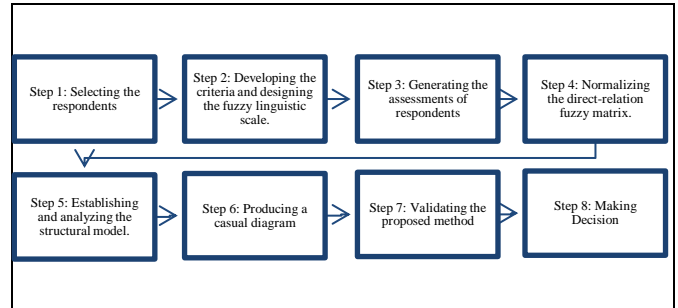 Step 1: Selecting the
respondents
Step 2: Developing the
criteria and designing
the fuzzy linguistic
scale.
Step 3: Generating the
assessments of
respondents
Step 4: Normalizing
the direct-relation
fuzzy matrix.
Step 5: Establishing
and analyzing the
structural model.
Step 6: Producing a
casual diagram
Step 7: Validating the
proposed method
Step 8: Making
Decision